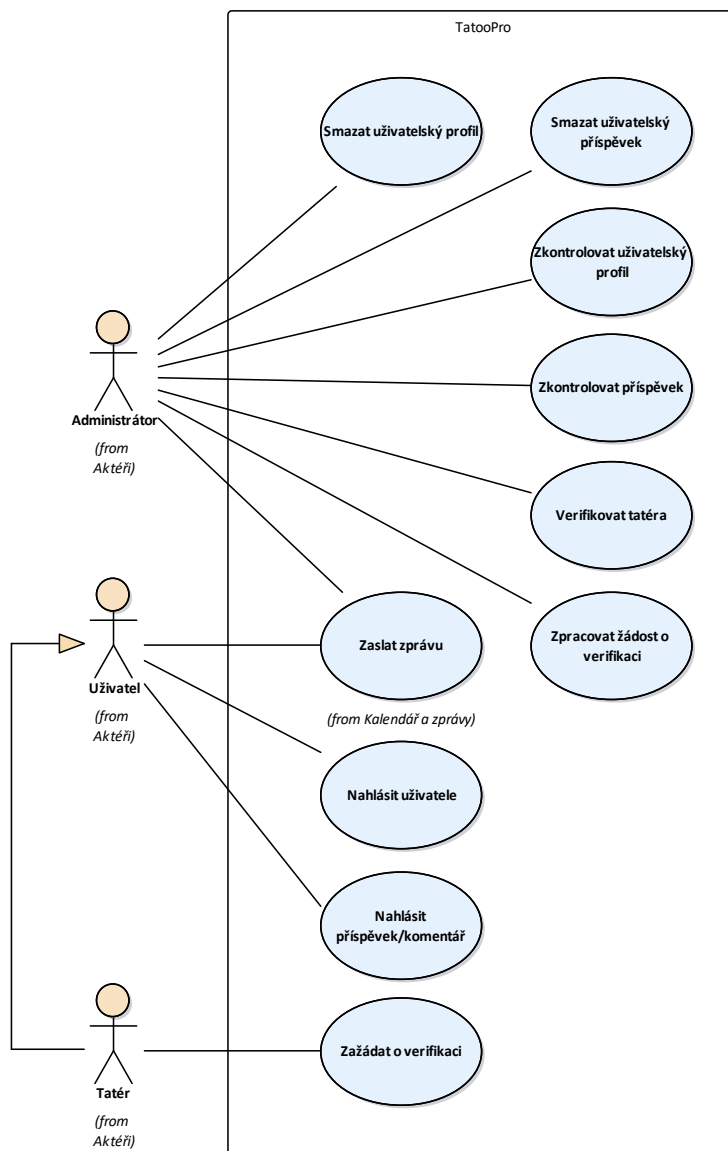 TatooPro
Smazat uživatelský profil
Smazat uživatelský
příspěvek
Zkontrolovat uživatelský
profil
Administrátor
(from
Aktéři)
Zkontrolovat příspěvek
Verifikovat tatéra
Uživatel
(from
Aktéři)
Zaslat zprávu
(from Kalendář a zprávy)
Zpracovat žádost o
verifikaci
Nahlásit uživatele
Nahlásit
příspěvek/komentář
Tatér
(from
Aktéři)
Zažádat o verifikaci